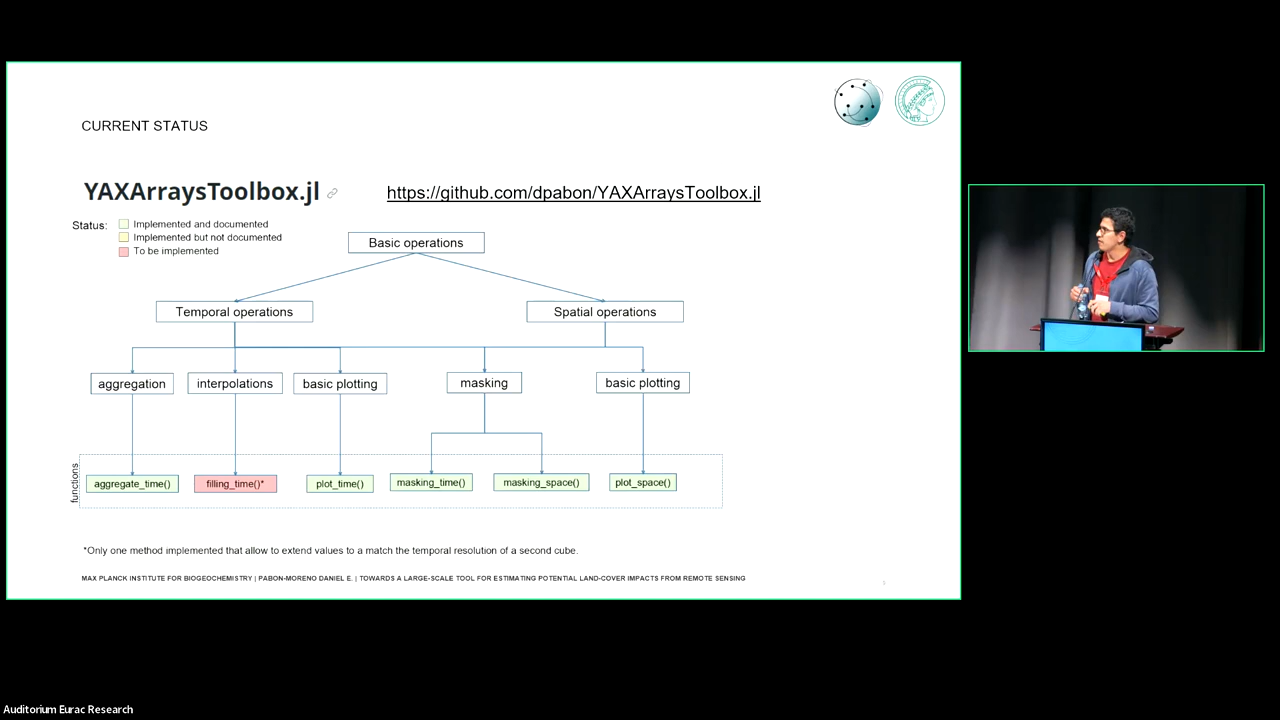 CURRENT STATUS
YAXArraysToolbox.jl
https://github.com/dpabon/YAXArraysToolbox.jl
Status:
Implemented and documented
Implemented but not documented
To be implemented
Basic operations
Temporal operations
Spatial operations
aggregation
interpolations
basic plotting
masking
basic plotting
functions
aggregate_time()
filling_time()*
plot_time()
masking_time()
masking_space()
plot_space()
*Only one method implemented that allow to extend values to a match the temporal resolution of a second cube.
MAX PLANCK INSTITUTE FOR BIOGEOCHEMISTRY | PABON-MORENO DANIEL E. | TOWARDS A LARGE-SCALE TOOL FOR ESTIMATING POTENTIAL LAND-COVER IMPACTS FROM REMOTE SENSING
Auditorium Eurac Research